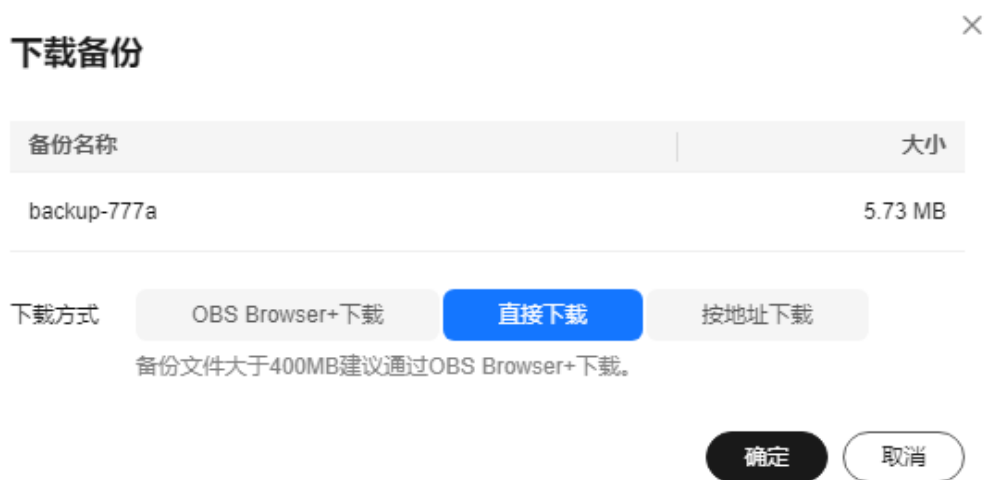 下载备份
备份名称 大小
backup-777a 5.73 MB
下载方式 OBS Browser+下载 直接下载 按地址下载
备份文件大于400MB建议通过OBS Browser+下载。
确定 取消